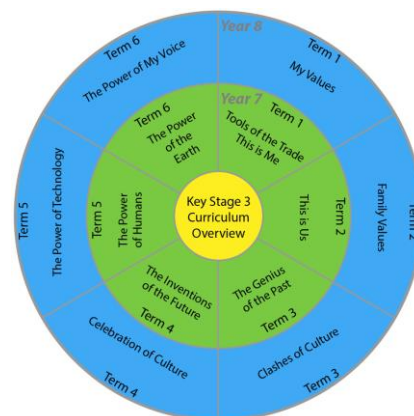 Year 8
Term 1
My Values
Term 2
Family Values
Term 3
Clashes of Culture
Term 4
Celebration of Culture
Term 5
The Power of Technology
Term 6
The Power of My Voice
Year 7
Term 1
Tools of the Trade
This is Me
Term 2
This is Us
Term 3
The Genius
of the Past
Term 4
The Inventions
of the Future
Term 5
The Power
of Humans
Term 6
The Power
of the
Earth
Key Stage 3
Curriculum
Overview